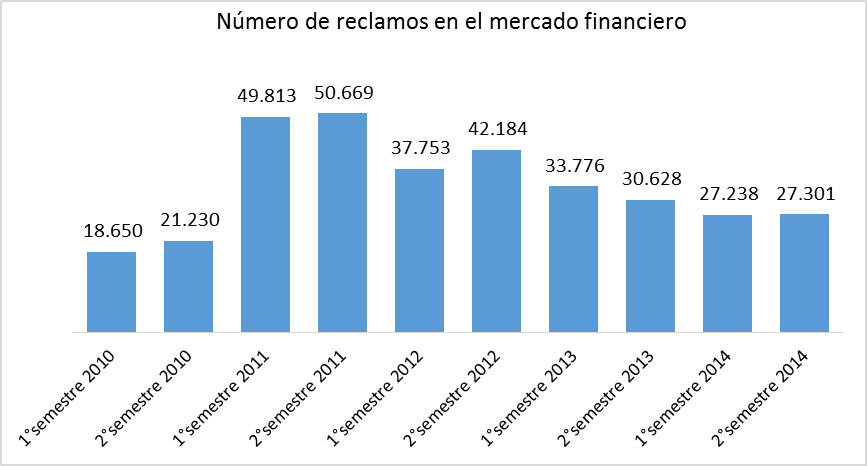 Número de reclamos en el mercado financiero
18.650
21.230
49.813
50.669
37.753
42.184
33.776
30.628
27.238
27.301
1°semestre 2010
2°semestre 2010
1°semestre 2011
2°semestre 2011
1°semestre 2012
2°semestre 2012
1°semestre 2013
2°semestre 2013
1°semestre 2014
2°semestre 2014